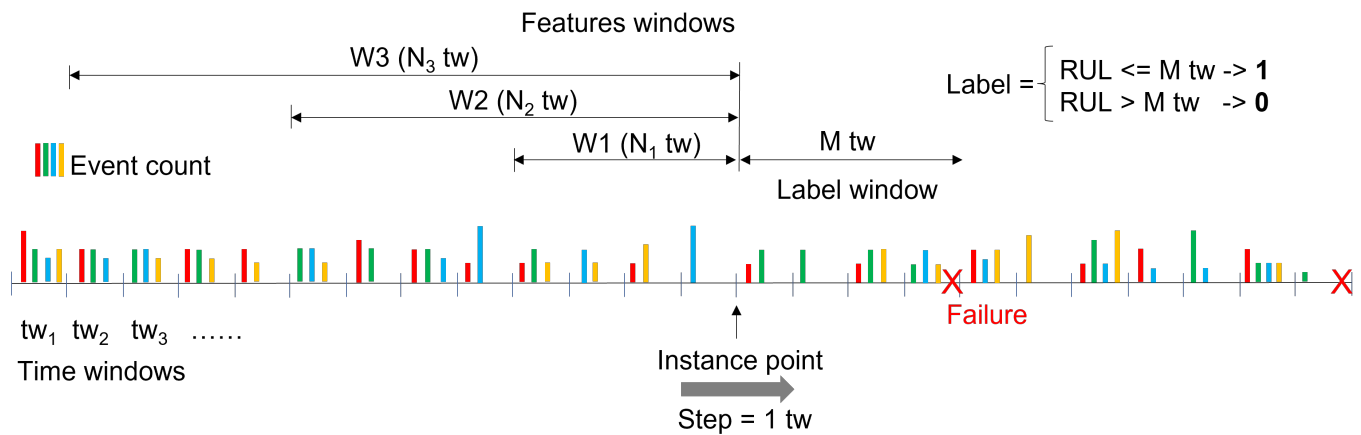 Features windows
W3 (N3 tw)
W2 (N2 tw)
W1 (N1 tw)
M tw
Label window
Label =
RUL <= M tw -> 1
RUL > M tw -> 0
Event count
X
X
Failure
tw1 tw2 tw3 ......
Time windows
Instance point
Step = 1 tw